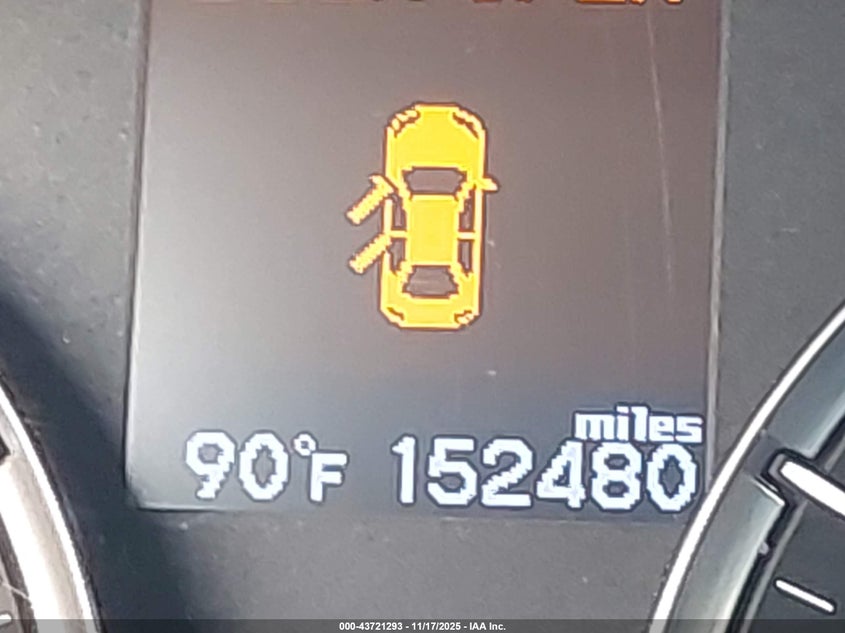 miles
90°F 152480
000-43721293 - 11/17/2025 - IAA Inc.